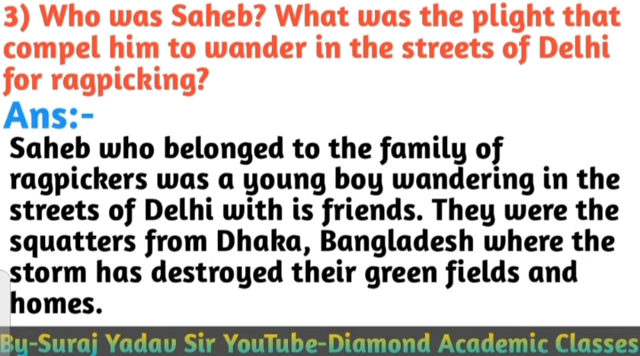 3) Who was Saheb? What was the plight that
compel him to wander in the streets of Delhi
for ragpicking?
Ans:-
Saheb who belonged to the family of
ragpickers was a young boy wandering in the
streets of Delhi with is friends. They were the
squatters from Dhaka, Bangladesh where the
storm has destroyed their green fields and
homes.
By-Suraj Yadav Sir YouTube-Diamond Academic Classes